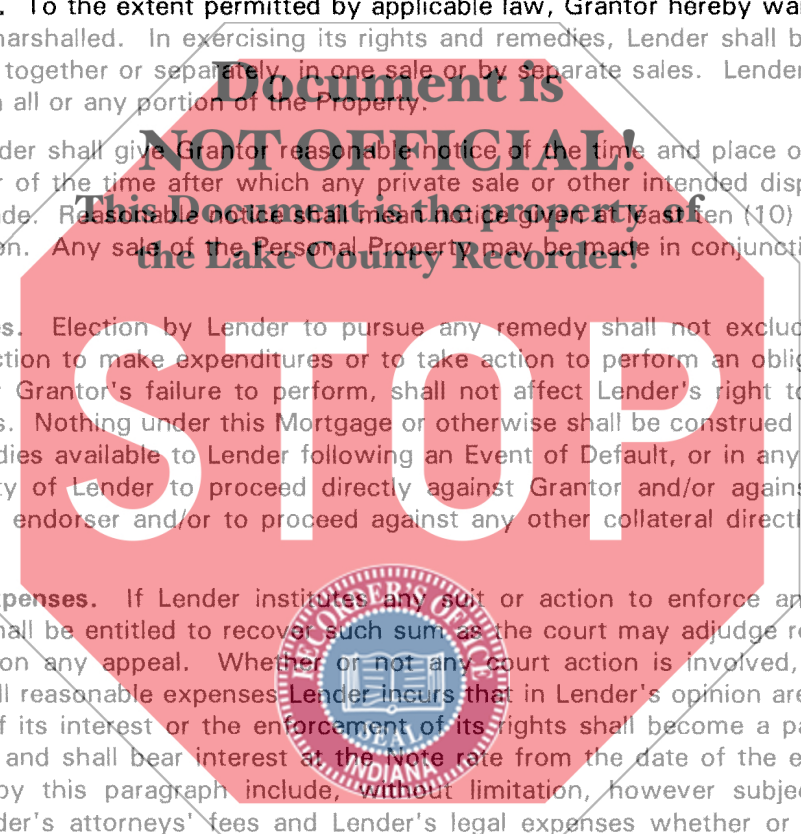 . To the extent permitted by applicable law, Grantor hereby wai
marshalled. In exercising its rights and remedies, Lender shall b
together or separately, in one sale or by separate sales. Lender
all or any portion of the Property.
Document is
NOT OFFICIAL!
This Document is the property of
the Lake County Recorder!
der shall give Grantor reasonable notice of the time and place o
of the time after which any private sale or other intended disp
de. Reasonable notice shall mean notice given at least ten (10)
on. Any sale of the Personal Property may be made in conjuncti
s. Election by Lender to pursue any remedy shall not exclud
ction to make expenditures or to take action to perform an oblig
Grantor's failure to perform, shall not affect Lender's right to
s. Nothing under this Mortgage or otherwise shall be construed
dies available to Lender following an Event of Default, or in any
ty of Lender to proceed directly against Grantor and/or agains
endorser and/or to proceed against any other collateral directl
STOP
penses. If Lender institutes any suit or action to enforce an
hall be entitled to recover such sum as the court may adjudge re
on any appeal. Whether or not any court action is involved,
ll reasonable expenses Lender incurs that in Lender's opinion are
f its interest or the enforcement of its rights shall become a pa
and shall bear interest at the Note rate from the date of the e
by this paragraph include, without limitation, however subjec
der's attorneys' fees and Lender's legal expenses whether or
RECORDER'S OFFICE
SEAL
INDIANA